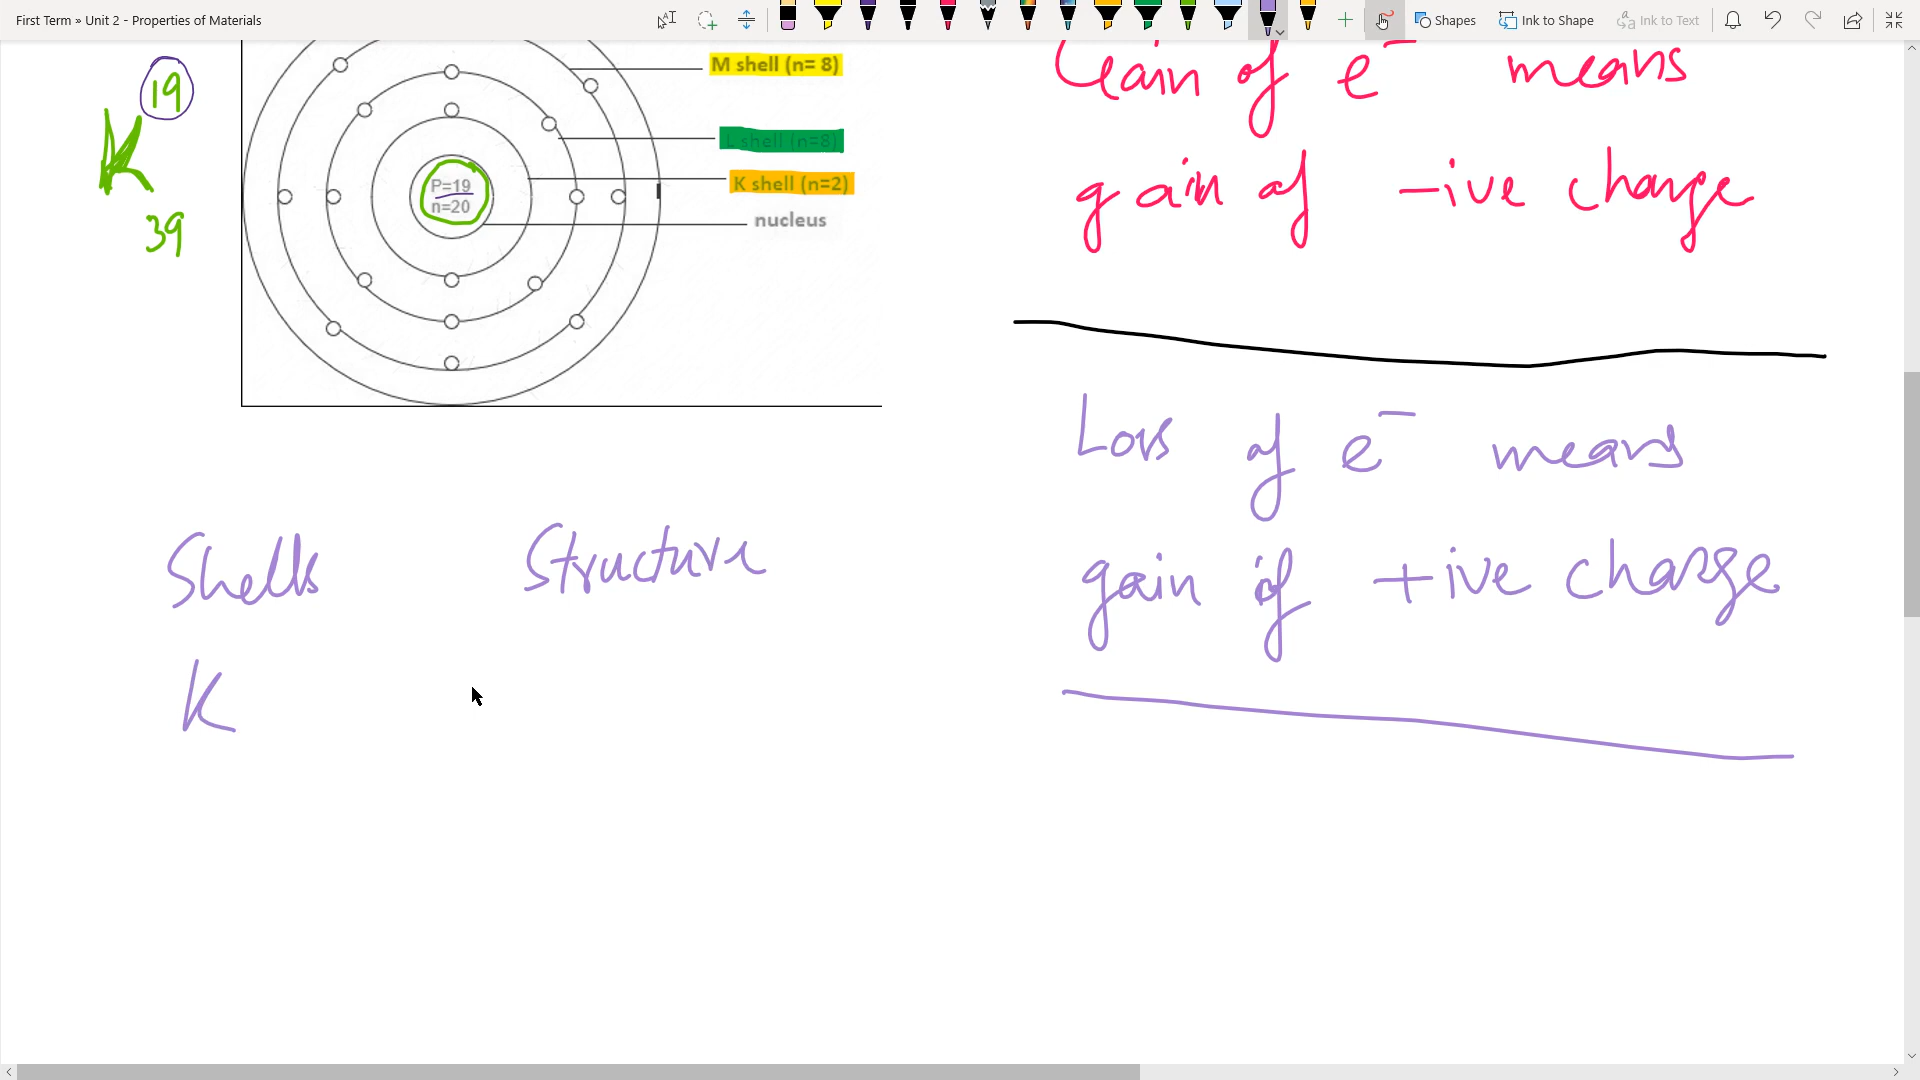 First Term » Unit 2 - Properties of Materials
Shapes
Ink to Shape
Ink to Text
19
K
39
M shell (n= 8)
L shell (n=8)
K shell (n=2)
nucleus
P=19
n=20
Gain of e⁻ means
gain of -ive charge
Loss of e⁻ means
gain of +ive charge
Shells Structure
K